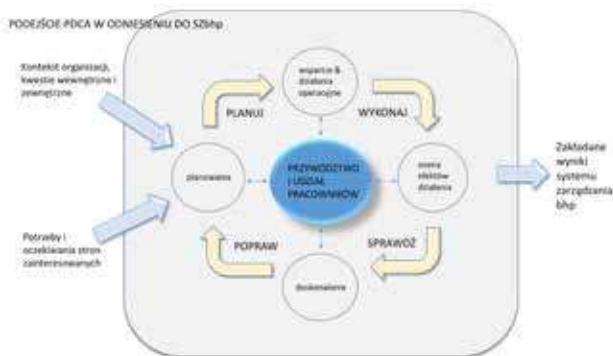 PODEJŚCIE PDCA W ODNIESIENIU DO SZbhp
Kontekst organizacji,
kwestie wewnętrzne i
zewnętrzne
wsparcie &
działania
operacyjne
PLANUJ
WYKONAJ
planowanie
PRZYWÓDZTWO
I UDZIAŁ
PRACOWNIKÓW
ocena
efektów
działania
Zakładane
wyniki
systemu
zarządzania
bhp
Potrzeby i
oczekiwania stron
zainteresowanych
POPRAW
SPRAWDŹ
doskonalenie